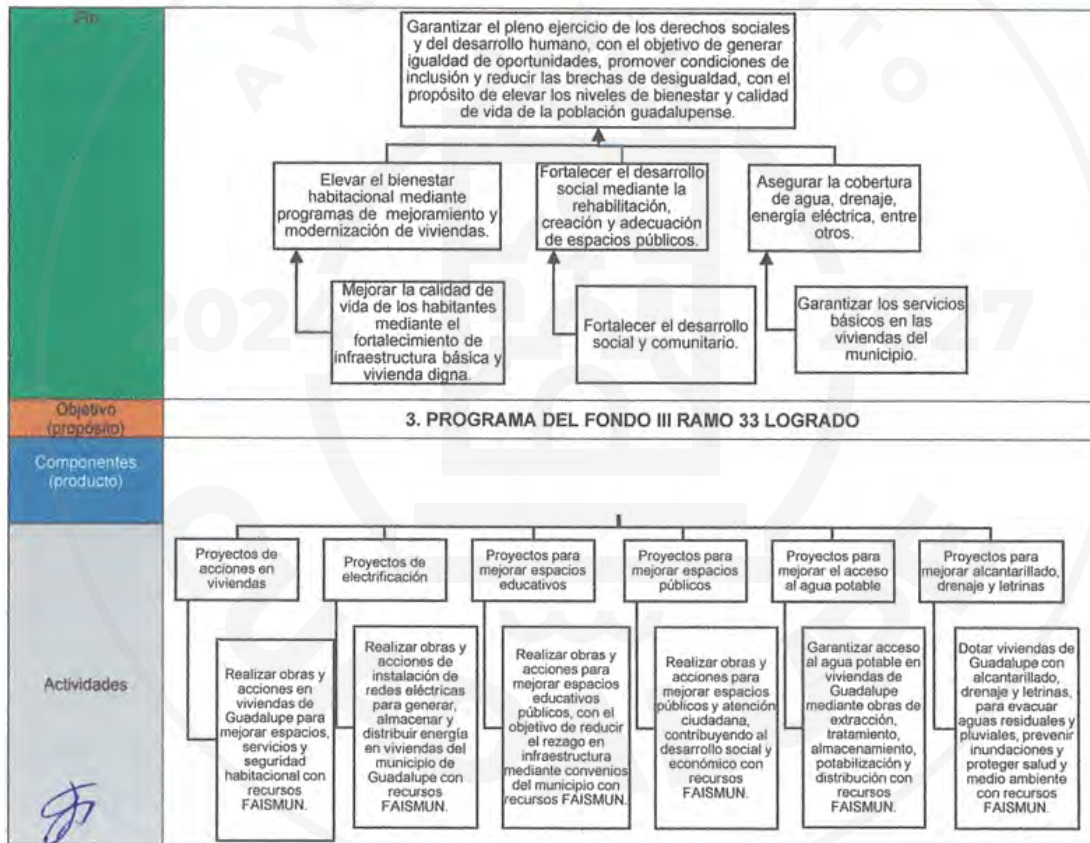 Fin
Garantizar el pleno ejercicio de los derechos sociales
y del desarrollo humano, con el objetivo de generar
igualdad de oportunidades, promover condiciones de
inclusión y reducir las brechas de desigualdad, con el
propósito de elevar los niveles de bienestar y calidad
de vida de la población guadalupense.
Elevar el bienestar
habitacional mediante
programas de mejoramiento y
modernización de viviendas.
Fortalecer el desarrollo
social mediante la
rehabilitación,
creación y adecuación
de espacios públicos.
Asegurar la cobertura
de agua, drenaje,
energía eléctrica, entre
otros.
Mejorar la calidad de
vida de los habitantes
mediante el
fortalecimiento de
infraestructura básica y
vivienda digna.
Fortalecer el desarrollo
social y comunitario.
Garantizar los servicios
básicos en las
viviendas del
municipio.
2024
27
Objetivo
(propósito)
3. PROGRAMA DEL FONDO III RAMO 33 LOGRADO
Componentes
(producto)
Actividades
Proyectos de
acciones en
viviendas
Proyectos de
electrificación
Proyectos para
mejorar espacios
educativos
Proyectos para
mejorar espacios
públicos
Proyectos para
mejorar el acceso
al agua potable
Proyectos para
mejorar alcantarillado,
drenaje y letrinas
Realizar obras y
acciones en
viviendas de
Guadalupe para
mejorar espacios,
servicios y
seguridad
habitacional con
recursos
FAISMUN.
Realizar obras y
acciones de
instalación de
redes eléctricas
para generar,
almacenar y
distribuir energía
en viviendas del
municipio de
Guadalupe con
recursos
FAISMUN.
Realizar obras y
acciones para
mejorar espacios
educativos
públicos, con el
objetivo de reducir
el rezago en
infraestructura
mediante convenios
del municipio con
recursos FAISMUN.
Realizar obras y
acciones para
mejorar espacios
públicos y atención
ciudadana,
contribuyendo al
desarrollo social y
económico con
recursos
FAISMUN.
Garantizar acceso
al agua potable en
viviendas de
Guadalupe
mediante obras de
extracción,
tratamiento,
almacenamiento,
potabilización y
distribución con
recursos
FAISMUN.
Dotar viviendas de
Guadalupe con
alcantarillado,
drenaje y letrinas,
para evacuar
aguas residuales y
pluviales, prevenir
inundaciones y
proteger salud y
medio ambiente
con recursos
FAISMUN.